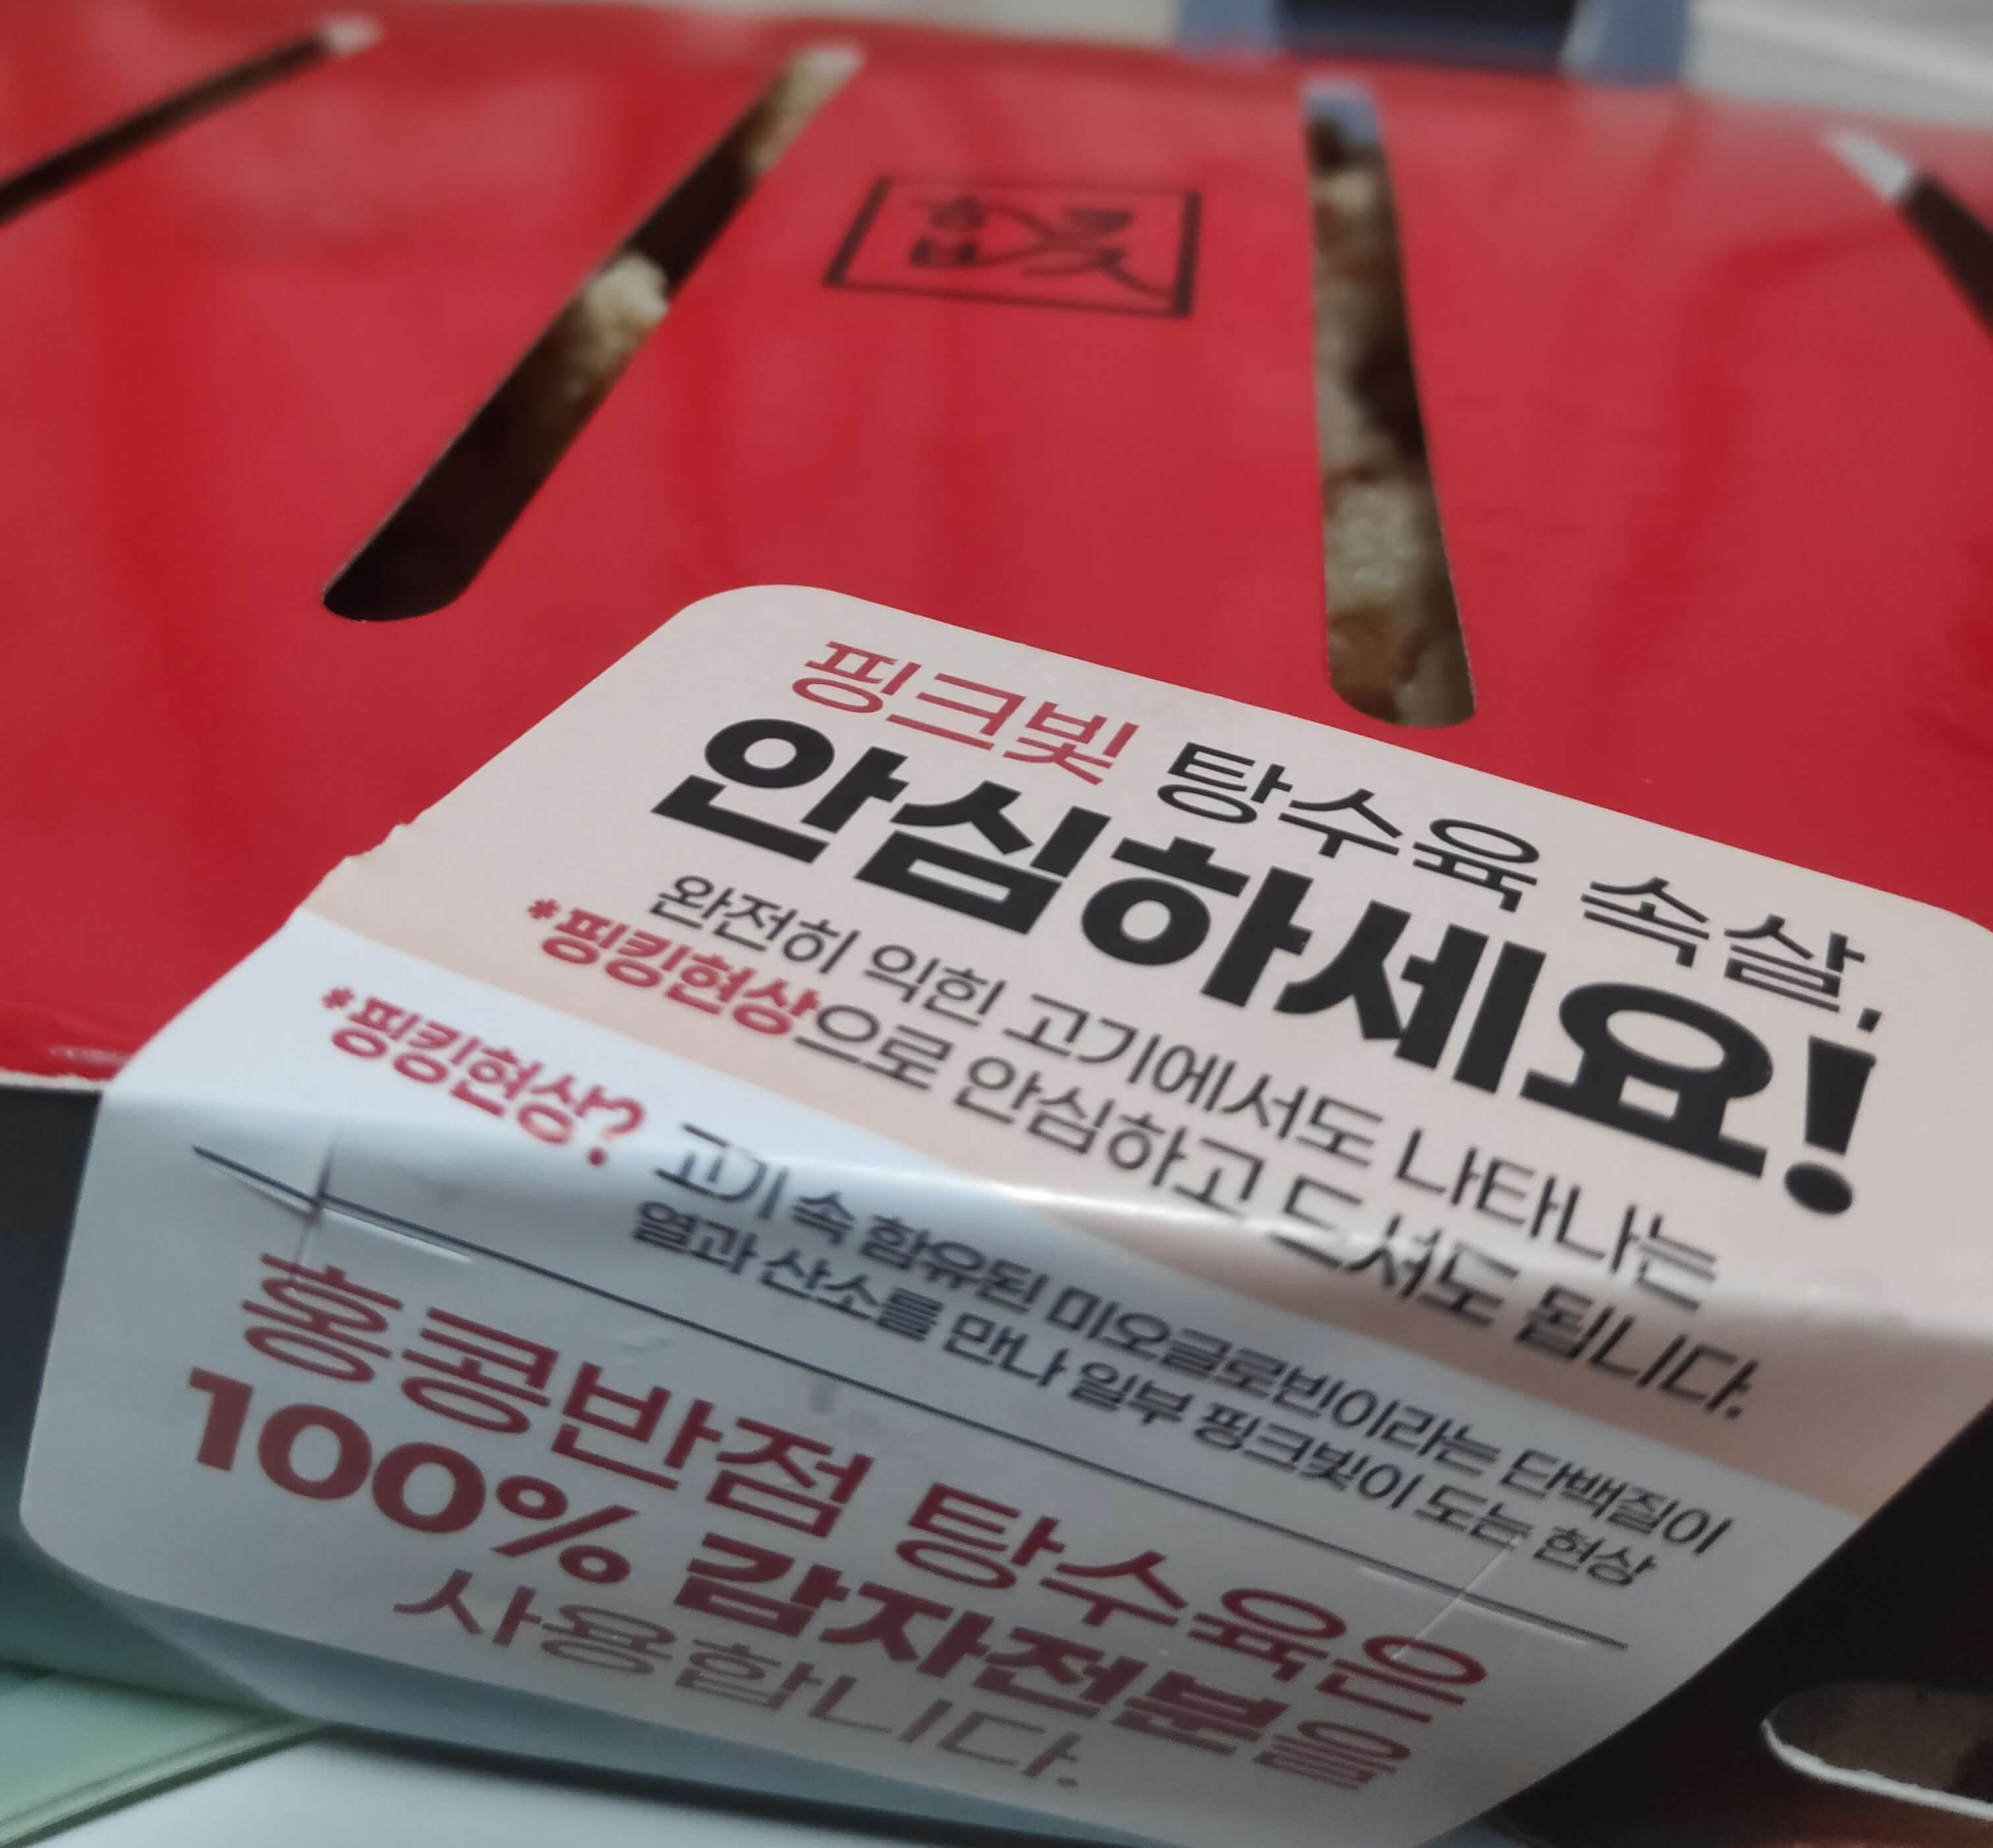 핑크빛 탕수육 속살,
안심하세요!
완전히 익힌 고기에서도 나타나는
*핑킹현상으로 안심하고 드셔도 됩니다.
*핑킹현상? 고기 속 함유된 미오글로빈이라는 단백질이
열과 산소를 만나 일부 핑크빛이 도는 현상
홍콩반점 탕수육은
100% 감자전분을
사용합니다.